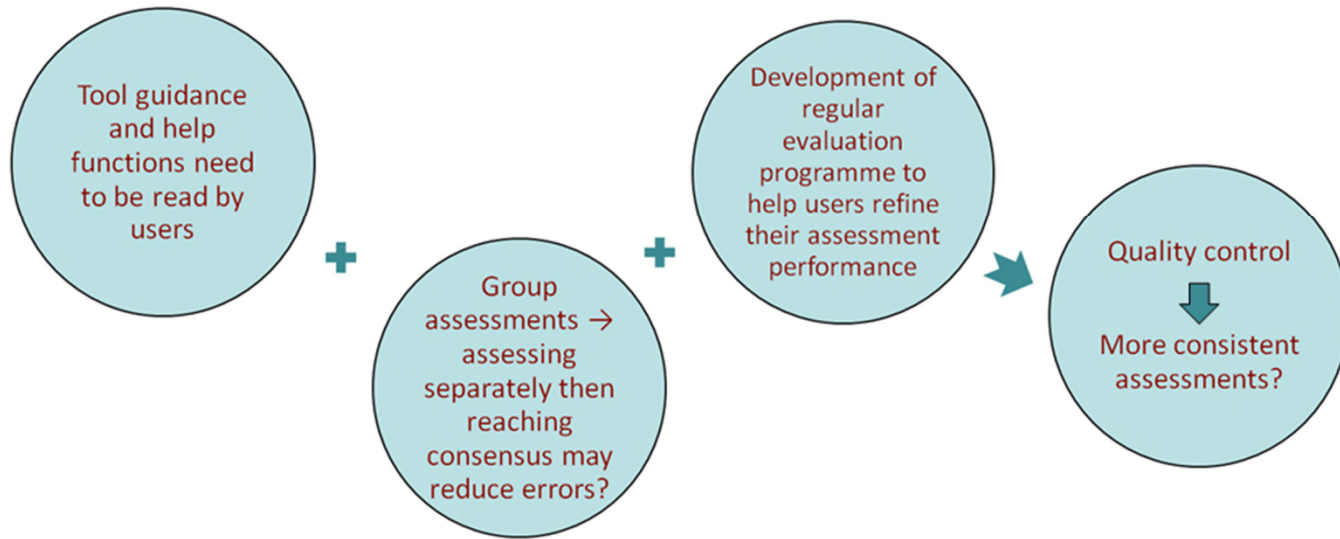 Tool guidance
and help
functions need
to be read by
users
Group
assessments →
assessing
separately then
reaching
consensus may
reduce errors?
Development of
regular
evaluation
programme to
help users refine
their assessment
performance
Quality control
More consistent
assessments?